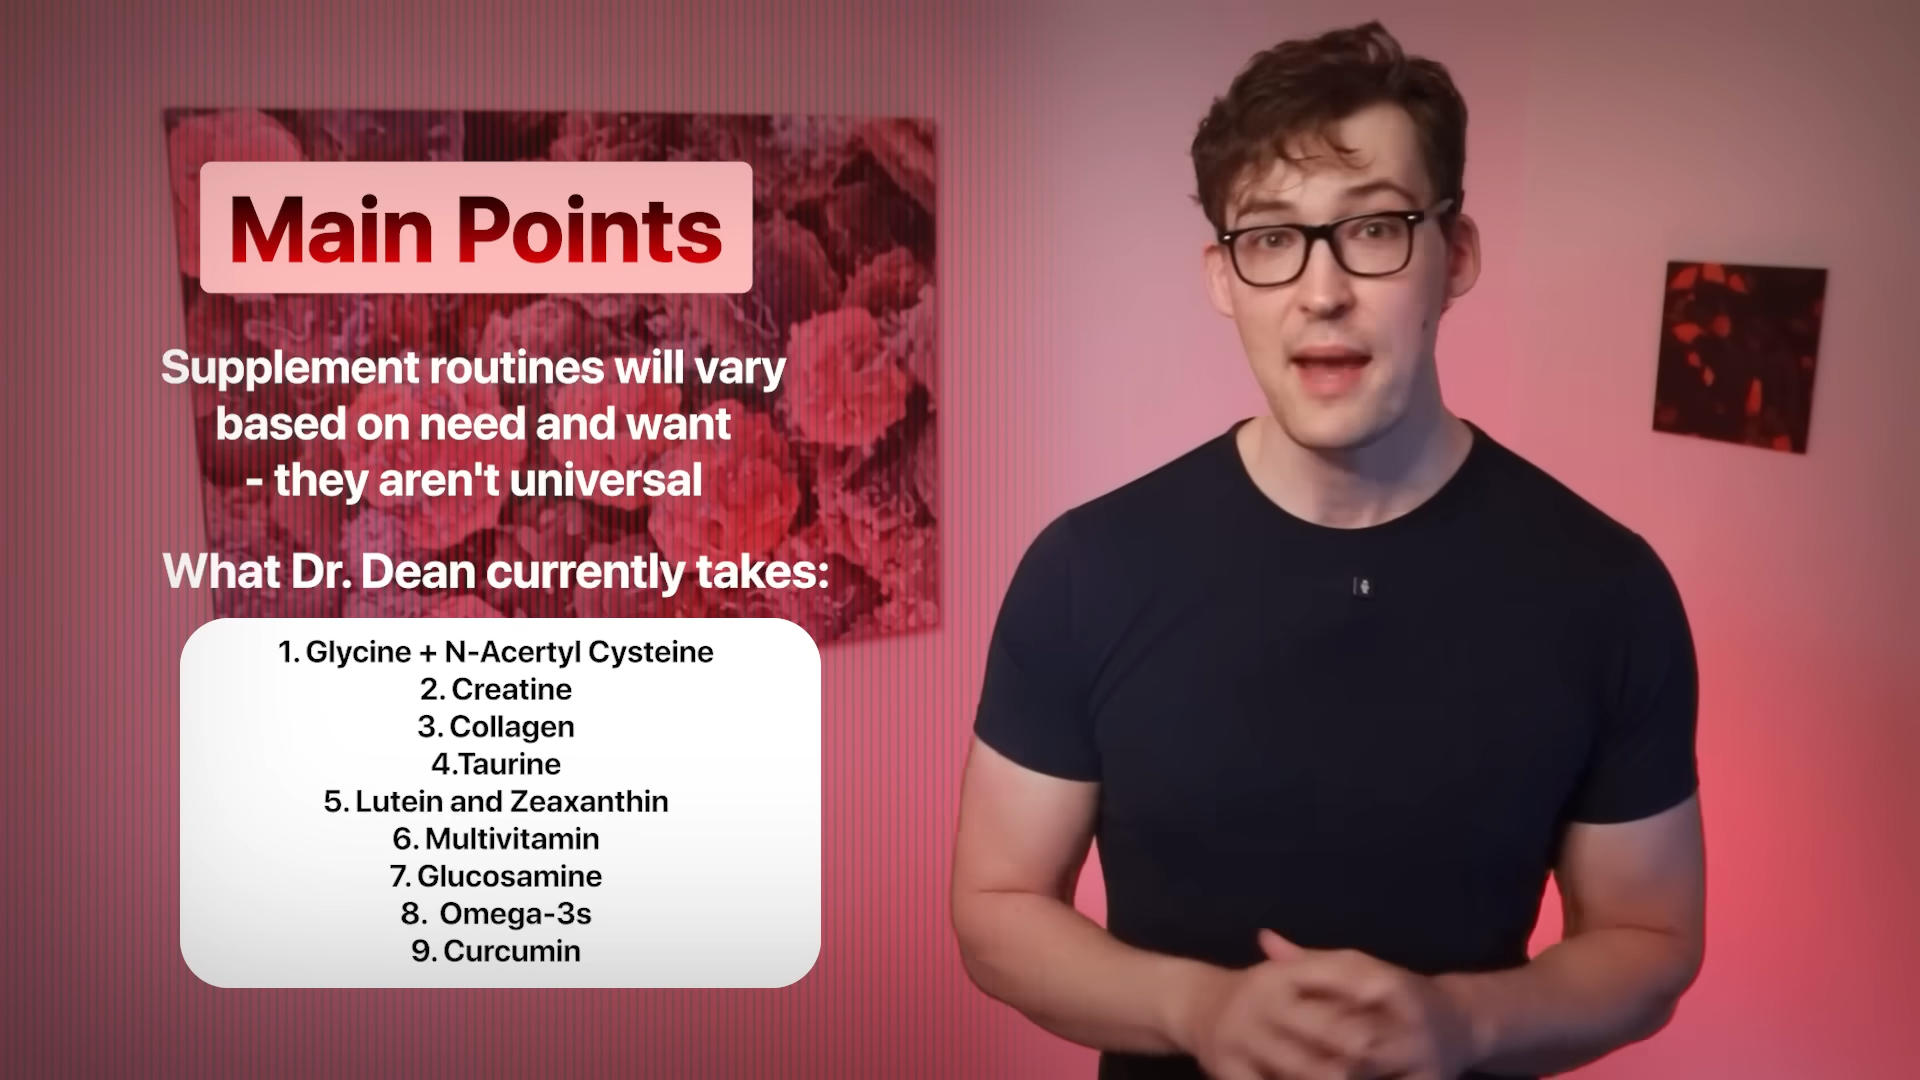 Main Points
Supplement routines will vary
based on need and want
- they aren't universal
What Dr. Dean currently takes:
1. Glycine + N-Acertyl Cysteine
2. Creatine
3. Collagen
4.Taurine
5. Lutein and Zeaxanthin
6. Multivitamin
7. Glucosamine
8. Omega-3s
9. Curcumin